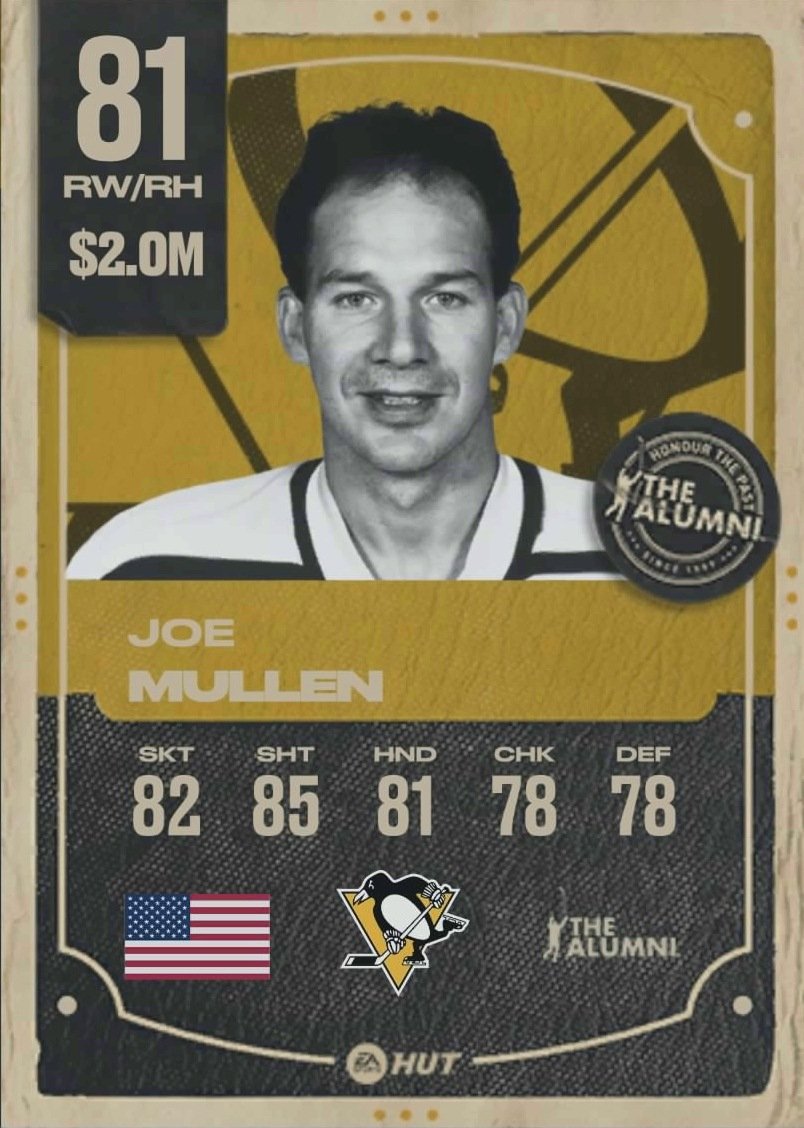 81
RW/RH
$2.0M
HONOUR THE PAST
THE
ALUMNI
JOE
MULLEN
SKT SHT HND CHK DEF
82 85 81 78 78
THE
ALUMNI
EA
HUT